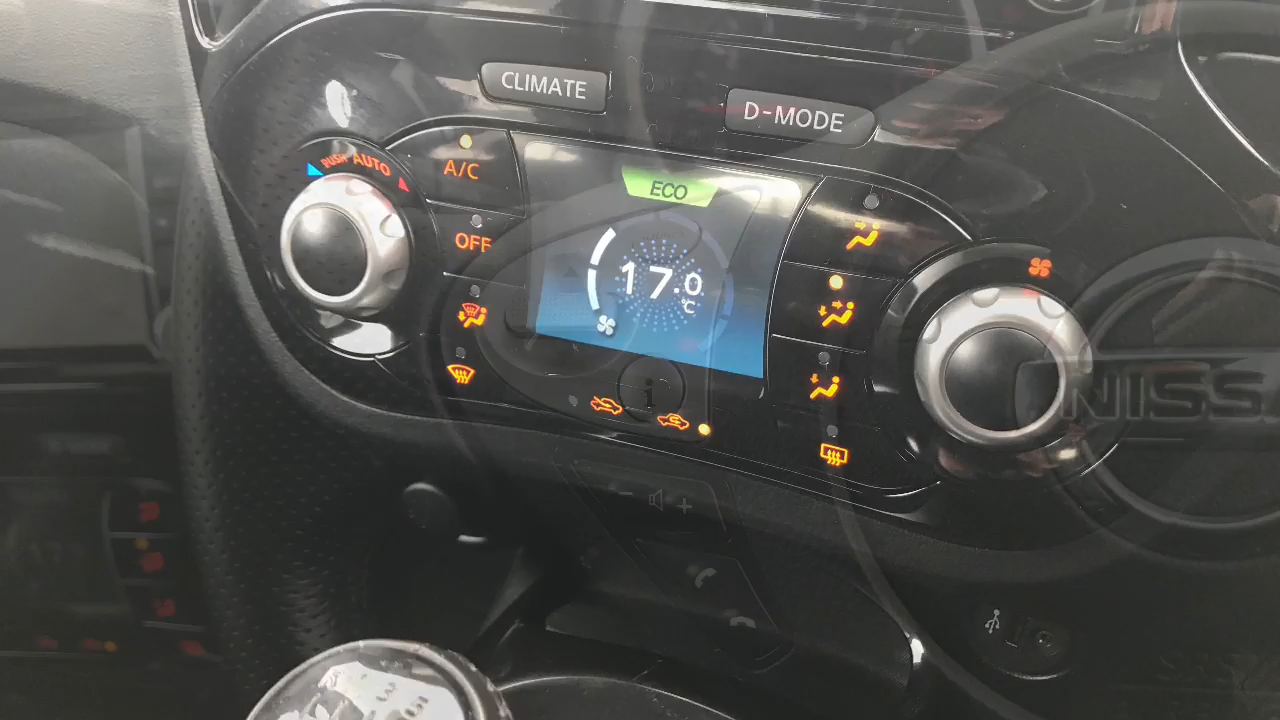 CLIMATE
D-MODE
PUSH AUTO
A/C
ECO
OFF
17.0
°C
i
NISS
- +